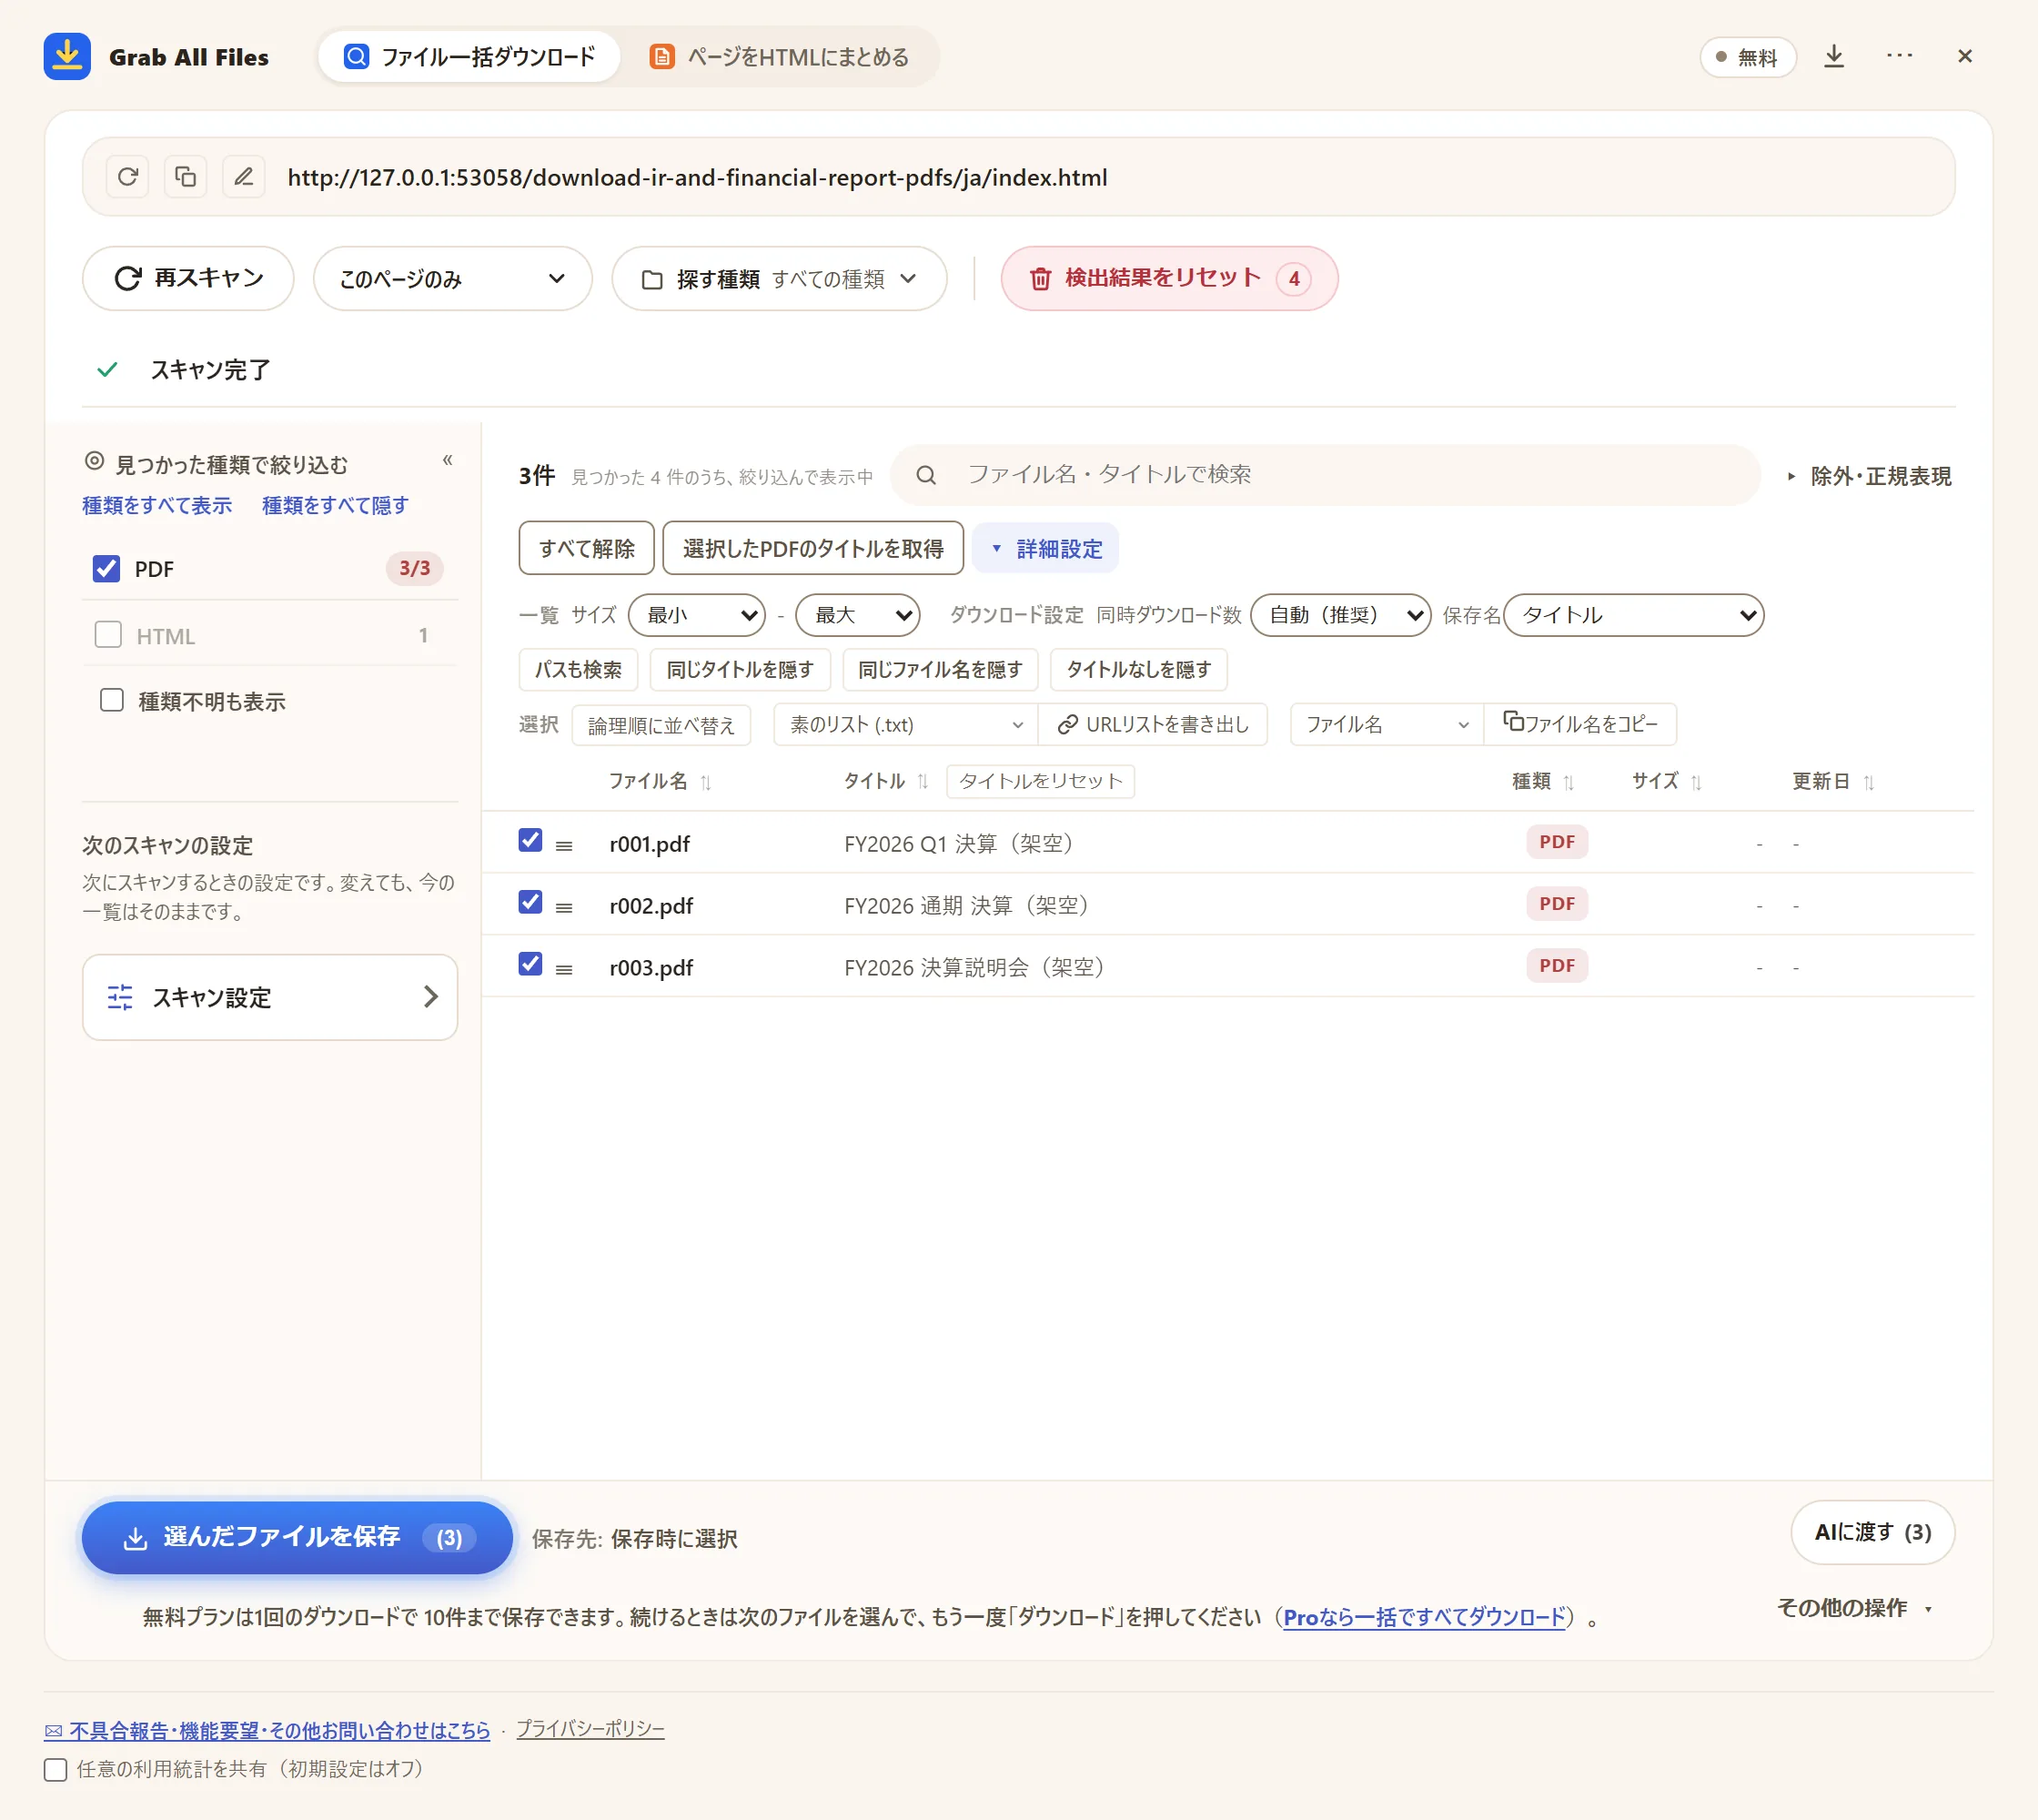 Grab All Files
ファイル一括ダウンロード
ページをHTMLにまとめる
無料
http://127.0.0.1:53058/download-ir-and-financial-report-pdfs/ja/index.html
再スキャン
このページのみ
探す種類 すべての種類
検出結果をリセット 4
スキャン完了
見つかった種類で絞り込む
«
種類をすべて表示 種類をすべて隠す
PDF 3/3
HTML 1
種類不明も表示
次のスキャンの設定
次にスキャンするときの設定です。変えても、今の
一覧はそのままです。
スキャン設定
3件 見つかった 4 件のうち、絞り込んで表示中
ファイル名・タイトルで検索
除外・正規表現
すべて解除 選択したPDFのタイトルを取得 詳細設定
一覧 サイズ 最小 - 最大 ダウンロード設定 同時ダウンロード数 自動（推奨） 保存名 タイトル
パスも検索 同じタイトルを隠す 同じファイル名を隠す タイトルなしを隠す
選択 論理順に並べ替え 素のリスト (.txt) URLリストを書き出し ファイル名 ファイル名をコピー
ファイル名 タイトル タイトルをリセット 種類 サイズ 更新日
r001.pdf FY2026 Q1 決算（架空） PDF - -
r002.pdf FY2026 通期 決算（架空） PDF - -
r003.pdf FY2026 決算説明会（架空） PDF - -
選んだファイルを保存 (3)
保存先: 保存時に選択
AIに渡す (3)
無料プランは1回のダウンロードで 10件まで保存できます。続けるときは次のファイルを選んで、もう一度「ダウンロード」を押してください（Proなら一括ですべてダウンロード）。
その他の操作
不具合報告・機能要望・その他お問い合わせはこちら · プライバシーポリシー
任意の利用統計を共有（初期設定はオフ）